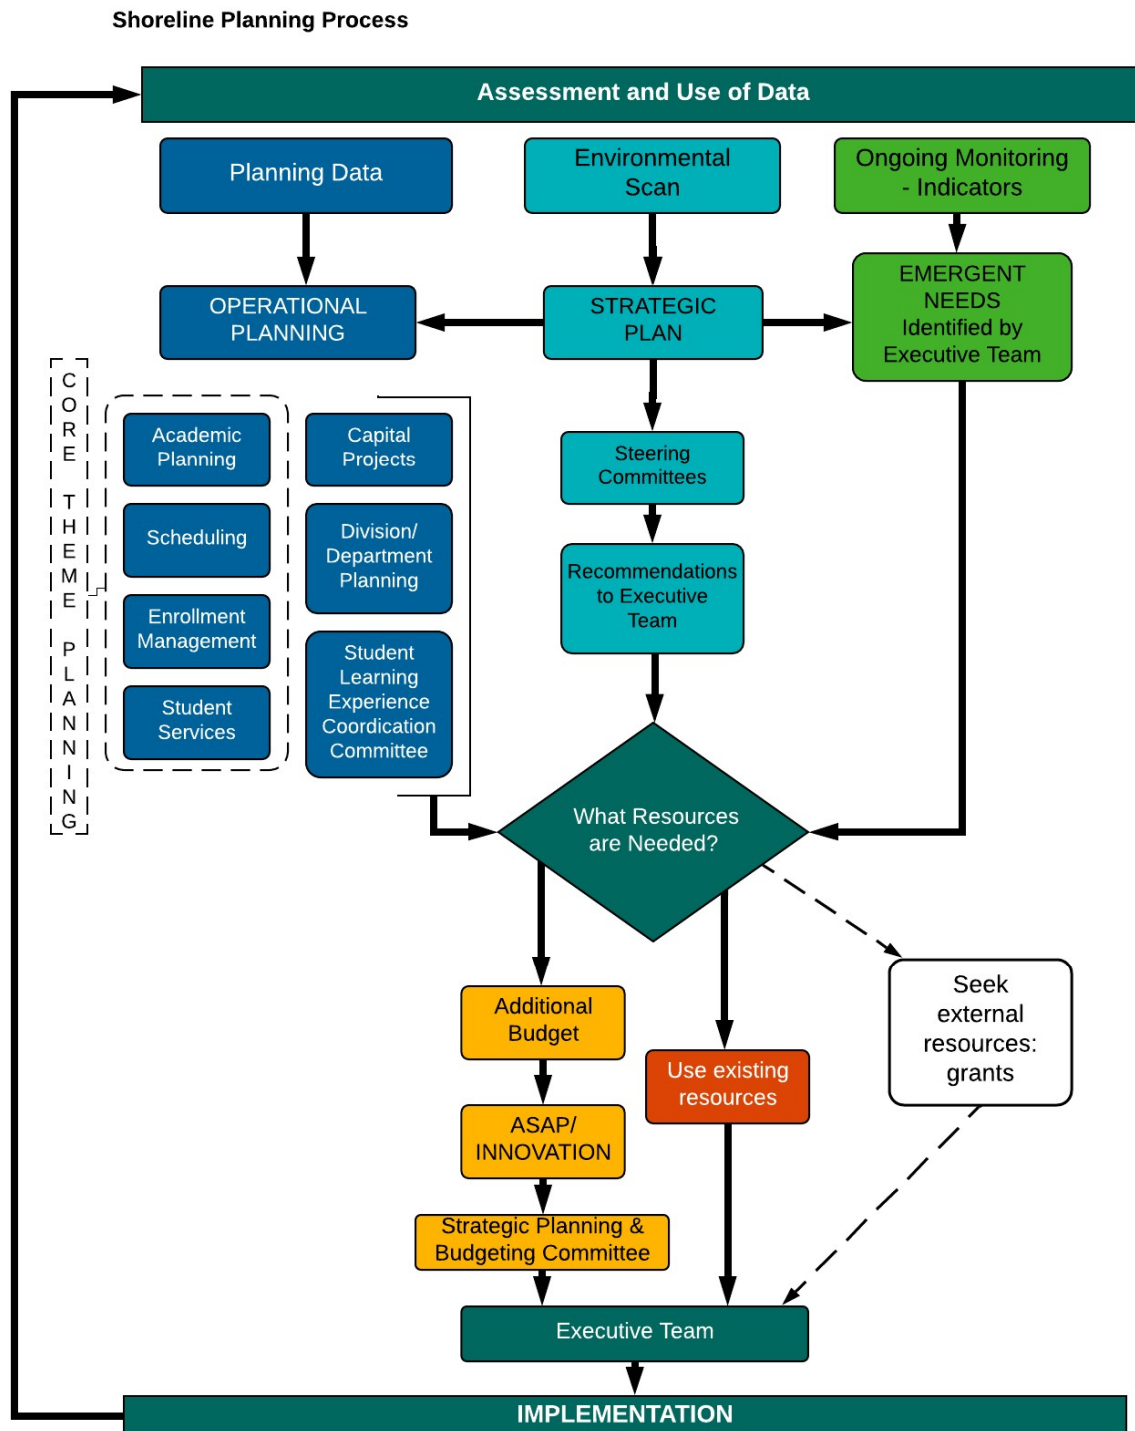 Shoreline Planning Process
Assessment and Use of Data
Planning Data
Environmental
Scan
Ongoing Monitoring
- Indicators
OPERATIONAL
PLANNING
STRATEGIC
PLAN
EMERGENT
NEEDS
Identified by
Executive Team
CORE THEME PLANNING
Academic
Planning
Scheduling
Enrollment
Management
Student
Services
Capital
Projects
Division/
Department
Planning
Student
Learning
Experience
Coordication
Committee
Steering
Committees
Recommendations
to Executive
Team
What Resources
are Needed?
Additional
Budget
ASAP/
INNOVATION
Strategic Planning &
Budgeting Committee
Use existing
resources
Seek
external
resources:
grants
Executive Team
IMPLEMENTATION